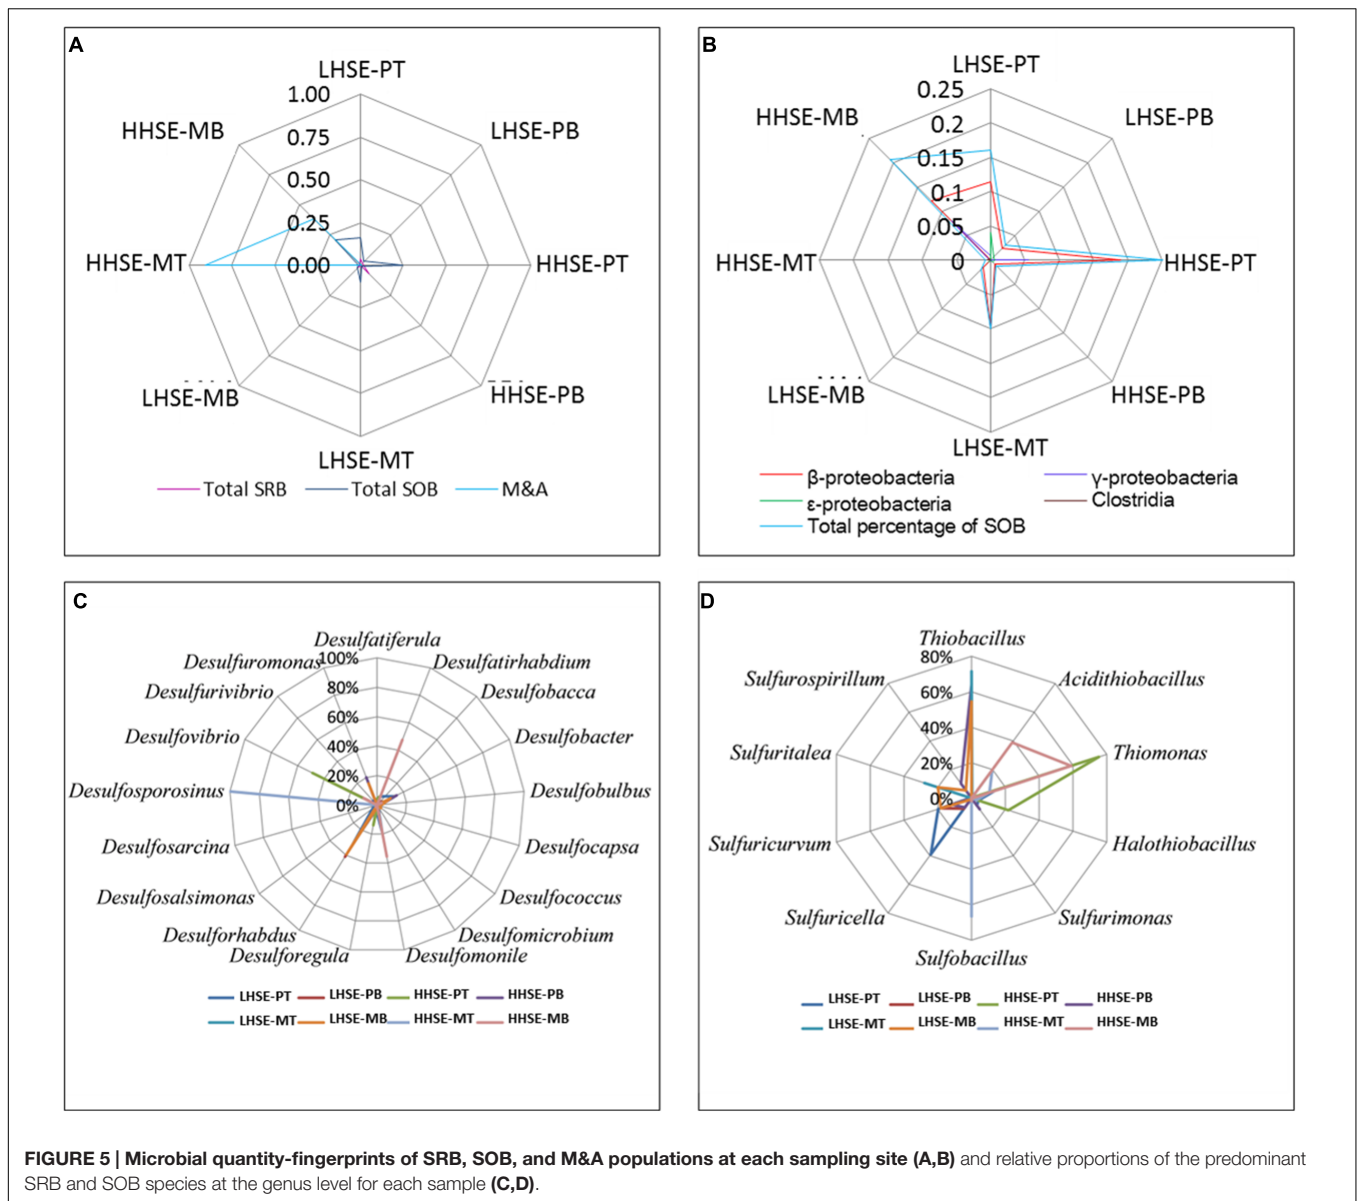 A
LHSE-PT
1.00
HHSE-MB
LHSE-PB
0.75
0.50
0.25
HHSE-MT
0.00
HHSE-PT
LHSE-MB
HHSE-PB
LHSE-MT
Total SRB Total SOB M&A
B
LHSE-PT
0.25
HHSE-MB
LHSE-PB
0.2
0.15
0.1
0.05
HHSE-MT
0
HHSE-PT
LHSE-MB
HHSE-PB
LHSE-MT
β-proteobacteria γ-proteobacteria
ε-proteobacteria Clostridia
Total percentage of SOB
C
Desulfatiferula
100%
Desulfuromonas
Desulfatirhabdium
80%
Desulfurivibrio
Desulfobacca
60%
Desulfovibrio
Desulfobacter
40%
20%
Desulfosporosinus
0%
Desulfobulbus
Desulfosarcina
Desulfocapsa
Desulfosalsimonas
Desulfococcus
Desulforhabdus
Desulfomicrobium
Desulforegula
Desulfomonile
LHSE-PT LHSE-PB HHSE-PT HHSE-PB
LHSE-MT LHSE-MB HHSE-MT HHSE-MB
D
Thiobacillus
80%
Sulfurospirillum
Acidithiobacillus
60%
40%
Sulfuritalea
Thiomonas
20%
0%
Sulfuricurvum
Halothiobacillus
Sulfuricella
Sulfurimonas
Sulfobacillus
LHSE-PT LHSE-PB HHSE-PT HHSE-PB
LHSE-MT LHSE-MB HHSE-MT HHSE-MB
FIGURE 5 | Microbial quantity-fingerprints of SRB, SOB, and M&A populations at each sampling site (A,B) and relative proportions of the predominant
SRB and SOB species at the genus level for each sample (C,D).